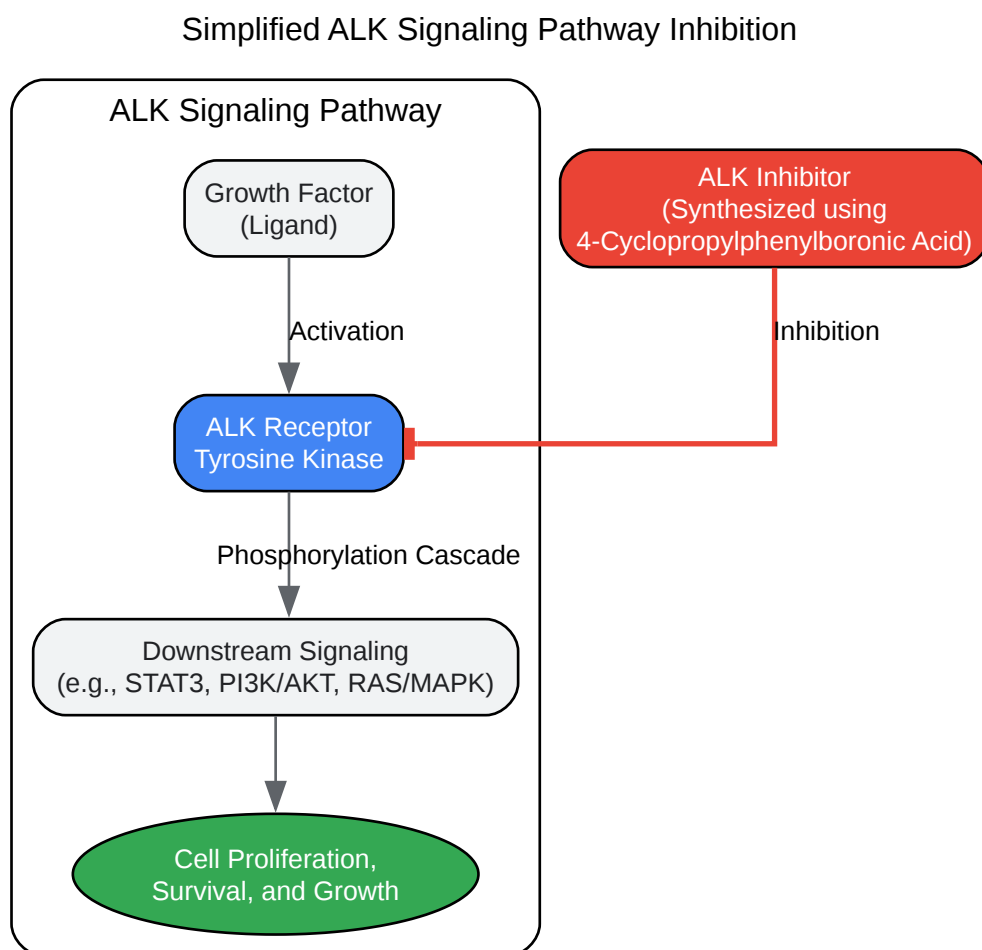 Simplified ALK Signaling Pathway Inhibition
ALK Signaling Pathway
Growth Factor
(Ligand)
ALK Inhibitor
(Synthesized using
4-Cyclopropylphenylboronic Acid)
Activation
Inhibition
ALK Receptor
Tyrosine Kinase
Phosphorylation Cascade
Downstream Signaling
(e.g., STAT3, PI3K/AKT, RAS/MAPK)
Cell Proliferation,
Survival, and Growth